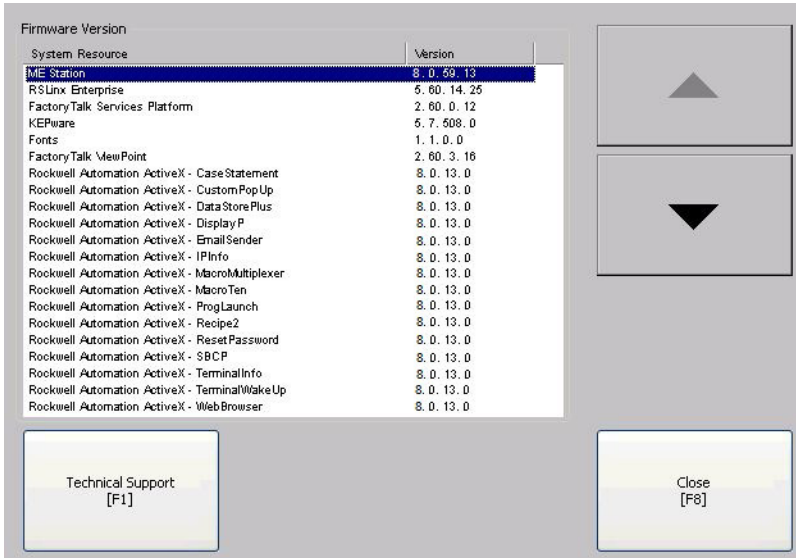 Firmware Version
System Resource Version
ME Station 8.0.59.13
RSLinx Enterprise 5.60.14.25
FactoryTalk Services Platform 2.60.0.12
KEPware 5.7.508.0
Fonts 1.1.0.0
FactoryTalk ViewPoint 2.60.3.16
Rockwell Automation ActiveX - CaseStatement 8.0.13.0
Rockwell Automation ActiveX - CustomPopUp 8.0.13.0
Rockwell Automation ActiveX - DataStorePlus 8.0.13.0
Rockwell Automation ActiveX - DisplayP 8.0.13.0
Rockwell Automation ActiveX - EmailSender 8.0.13.0
Rockwell Automation ActiveX - IPInfo 8.0.13.0
Rockwell Automation ActiveX - MacroMultiplexer 8.0.13.0
Rockwell Automation ActiveX - MacroTen 8.0.13.0
Rockwell Automation ActiveX - ProgLaunch 8.0.13.0
Rockwell Automation ActiveX - Recipe2 8.0.13.0
Rockwell Automation ActiveX - ResetPassword 8.0.13.0
Rockwell Automation ActiveX - SBCP 8.0.13.0
Rockwell Automation ActiveX - TerminalInfo 8.0.13.0
Rockwell Automation ActiveX - TerminalWakeUp 8.0.13.0
Rockwell Automation ActiveX - WebBrowser 8.0.13.0
Technical Support
[F1]
Close
[F8]